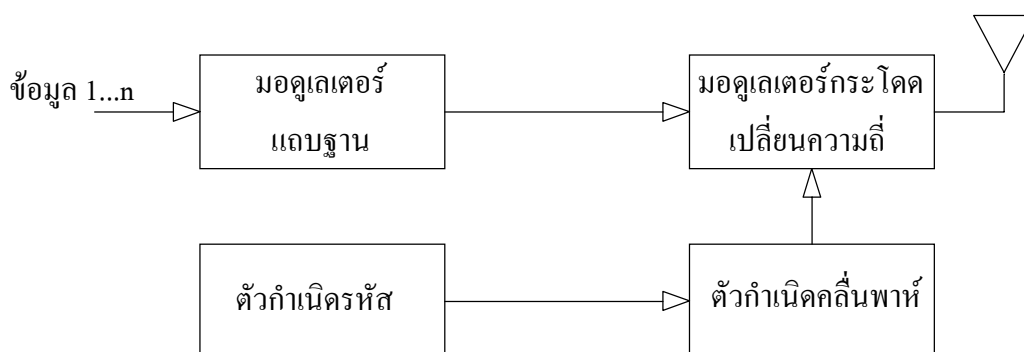 ข้อมูล 1...n
มอดูเลเตอร์
แถบฐาน
มอดูเลเตอร์กระโดด
เปลี่ยนความถี่
ตัวกำเนิดรหัส
ตัวกำเนิดคลื่นพาห์